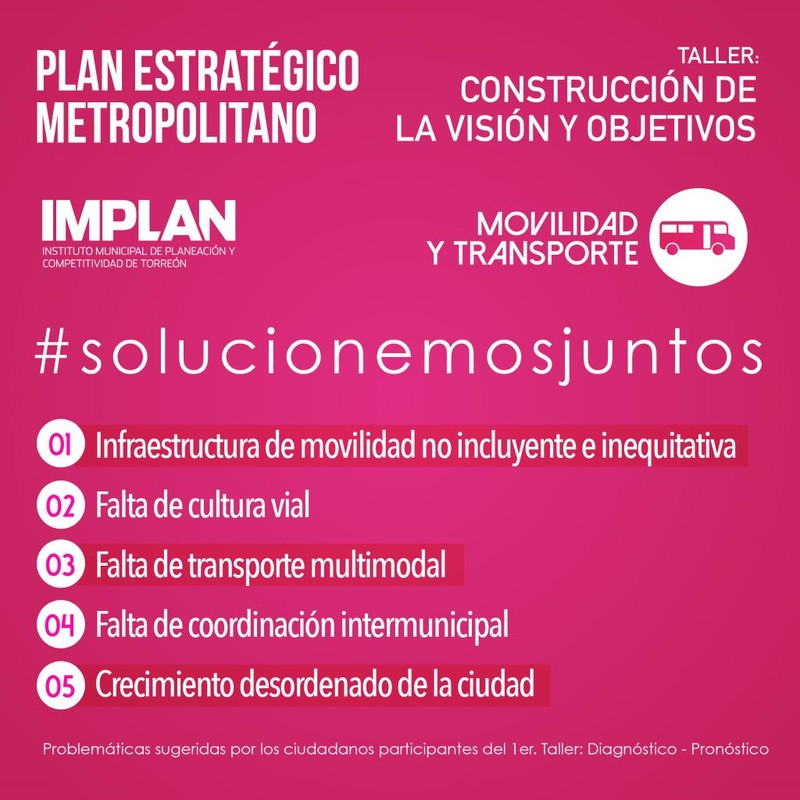 PLAN ESTRATÉGICO
METROPOLITANO
TALLER:
CONSTRUCCIÓN DE
LA VISIÓN Y OBJETIVOS
IMPLAN
INSTITUTO MUNICIPAL DE PLANEACIÓN Y
COMPETITIVIDAD DE TORREÓN
MOVILIDAD
Y TRANSPORTE
#solucionemosjuntos
01 Infraestructura de movilidad no incluyente e inequitativa
02 Falta de cultura vial
03 Falta de transporte multimodal
04 Falta de coordinación intermunicipal
05 Crecimiento desordenado de la ciudad
Problemáticas sugeridas por los ciudadanos participantes del 1er. Taller: Diagnóstico - Pronóstico